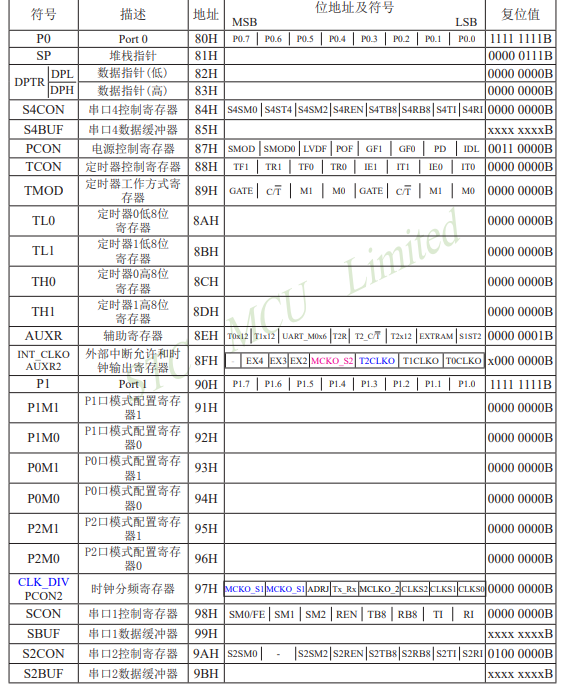 符号 描述 地址 位地址及符号 复位值
MSB LSB
P0 Port 0 80H P0.7 P0.6 P0.5 P0.4 P0.3 P0.2 P0.1 P0.0 1111 1111B
SP 堆栈指针 81H 0000 0111B
DPTR DPL 数据指针(低) 82H 0000 0000B
DPH 数据指针(高) 83H 0000 0000B
S4CON 串口4控制寄存器 84H S4SM0 S4ST4 S4SM2 S4REN S4TB8 S4RB8 S4TI S4RI 0000 0000B
S4BUF 串口4数据缓冲器 85H xxxx xxxxB
PCON 电源控制寄存器 87H SMOD SMOD0 LVDF POF GF1 GF0 PD IDL 0011 0000B
TCON 定时器控制寄存器 88H TF1 TR1 TF0 TR0 IE1 IT1 IE0 IT0 0000 0000B
TMOD 定时器工作方式寄
存器 89H GATE C/T̅ M1 M0 GATE C/T̅ M1 M0 0000 0000B
TL0 定时器0低8位
寄存器 8AH 0000 0000B
TL1 定时器1低8位
寄存器 8BH 0000 0000B
TH0 定时器0高8位
寄存器 8CH 0000 0000B
TH1 定时器1高8位
寄存器 8DH 0000 0000B
AUXR 辅助寄存器 8EH T0x12 T1x12 UART_M0x6 T2R T2_C/T̅ T2x12 EXTRAM S1ST2 0000 0001B
INT_CLKO
AUXR2 外部中断允许和时
钟输出寄存器 8FH - EX4 EX3 EX2 MCKO_S2 T2CLKO T1CLKO T0CLKO x000 0000B
P1 Port 1 90H P1.7 P1.6 P1.5 P1.4 P1.3 P1.2 P1.1 P1.0 1111 1111B
P1M1 P1口模式配置寄存
器1 91H 0000 0000B
P1M0 P1口模式配置寄存
器0 92H 0000 0000B
P0M1 P0口模式配置寄存
器1 93H 0000 0000B
P0M0 P0口模式配置寄存
器0 94H 0000 0000B
P2M1 P2口模式配置寄存
器1 95H 0000 0000B
P2M0 P2口模式配置寄存
器0 96H 0000 0000B
CLK_DIV
PCON2 时钟分频寄存器 97H MCKO_S1 MCKO_S1 ADRJ Tx_Rx MCLKO_2 CLKS2 CLKS1 CLKS0 0000 0000B
SCON 串口1控制寄存器 98H SM0/FE SM1 SM2 REN TB8 RB8 TI RI 0000 0000B
SBUF 串口1数据缓冲器 99H xxxx xxxxB
S2CON 串口2控制寄存器 9AH S2SM0 - S2SM2 S2REN S2TB8 S2RB8 S2TI S2RI 0100 0000B
S2BUF 串口2数据缓冲器 9BH xxxx xxxxB
MCU Limited